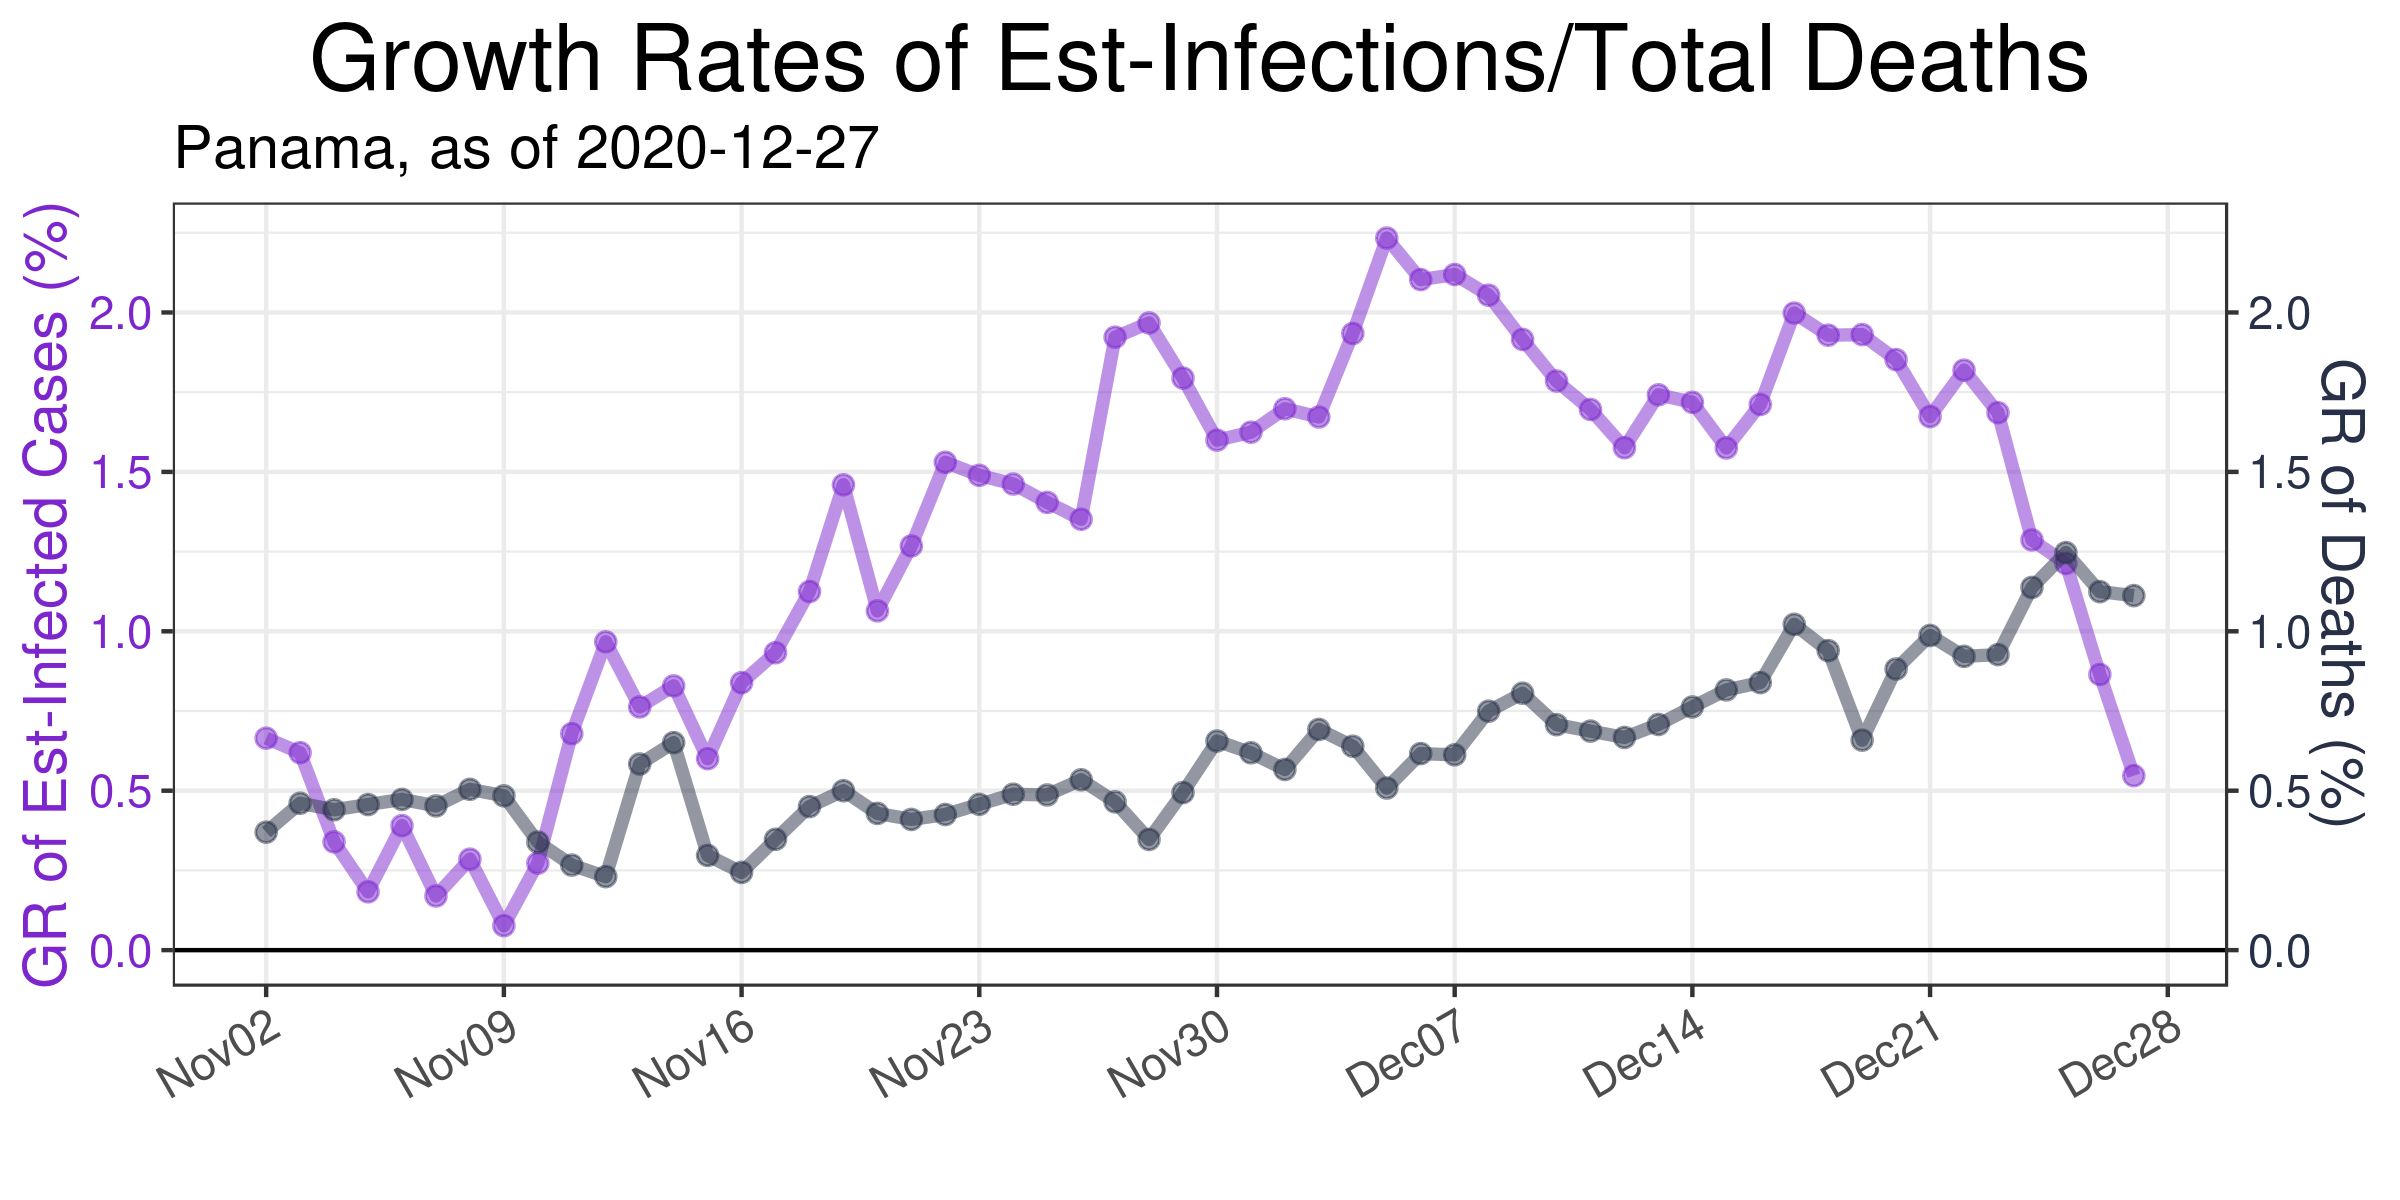 Growth Rates of Est-Infections/Total Deaths
Panama, as of 2020-12-27
GR of Est-Infected Cases (%)
2.0
1.5
1.0
0.5
0.0
2.0
1.5
1.0
0.5
0.0
GR of Deaths (%)
Nov02
Nov09
Nov16
Nov23
Nov30
Dec07
Dec14
Dec21
Dec28